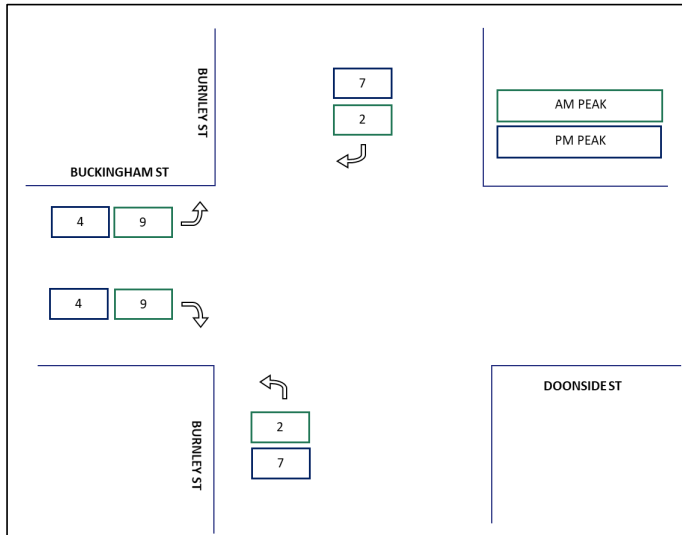 BURNLEY ST
7
2
AM PEAK
PM PEAK
BUCKINGHAM ST
4 9
4 9
DOONSIDE ST
2
7
BURNLEY ST